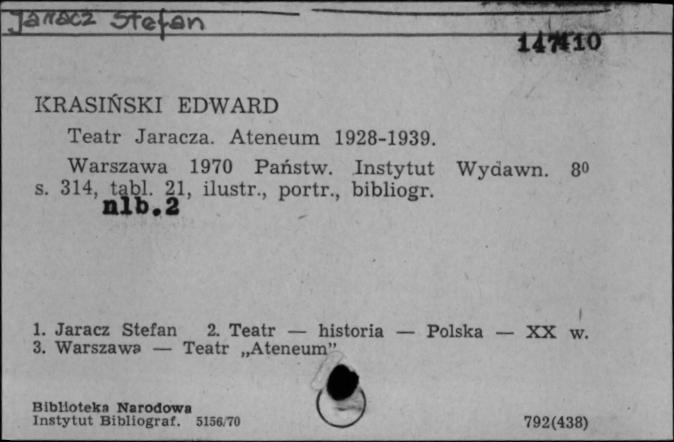 Jaracz Stefan
147410
KRASIŃSKI EDWARD
Teatr Jaracza. Ateneum 1928-1939.
Warszawa 1970 Państw. Instytut Wydawn. 8⁰
s. 314, tabl. 21, ilustr., portr., bibliogr.
nlb.2
1. Jaracz Stefan 2. Teatr — historia — Polska — XX w.
3. Warszawa — Teatr „Ateneum"
Biblioteka Narodowa
Instytut Bibliograf. 5156/70 792(438)